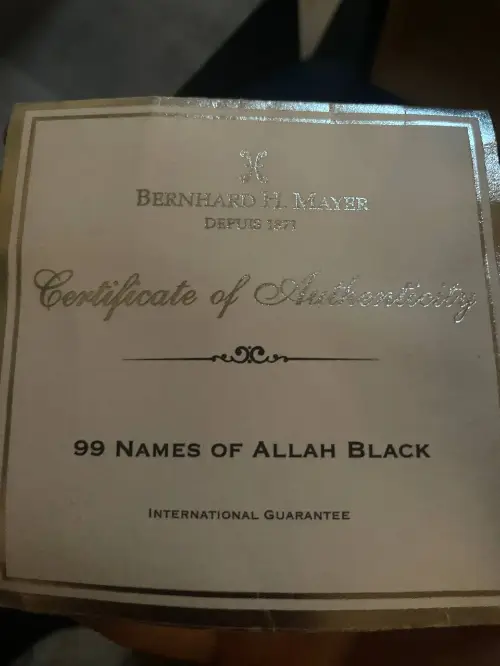 BERNHARD H. MAYER
DEPUIS 1871
Certificate of Authenticity
99 NAMES OF ALLAH BLACK
INTERNATIONAL GUARANTEE